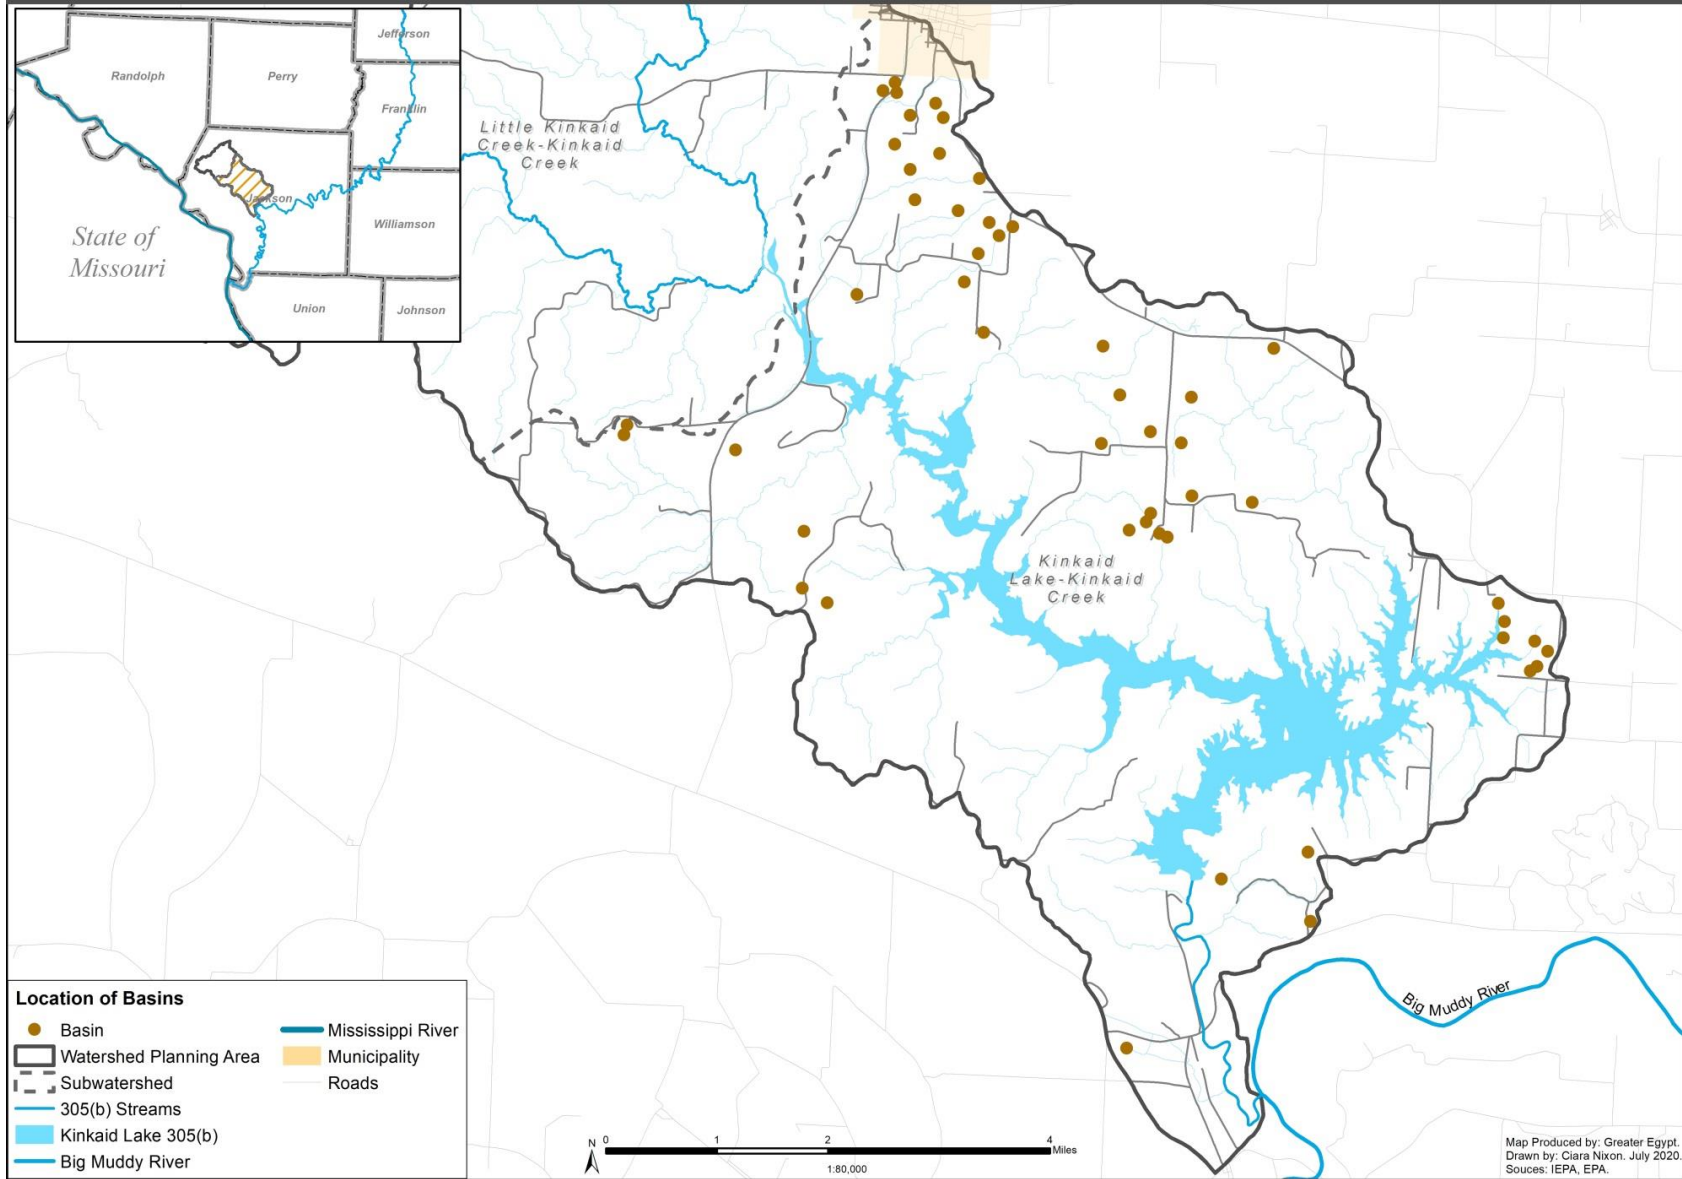 Jefferson
Randolph
Perry
Franklin
Jackson
Williamson
State of
Missouri
Union
Johnson
Little Kinkaid
Creek-Kinkaid
Creek
Kinkaid
Lake-Kinkaid
Creek
Big Muddy River
Location of Basins
Basin
Watershed Planning Area
Subwatershed
305(b) Streams
Kinkaid Lake 305(b)
Big Muddy River
Mississippi River
Municipality
Roads
N
0 1 2 4
Miles
1:80,000
Map Produced by: Greater Egypt.
Drawn by: Ciara Nixon. July 2020.
Souces: IEPA, EPA.